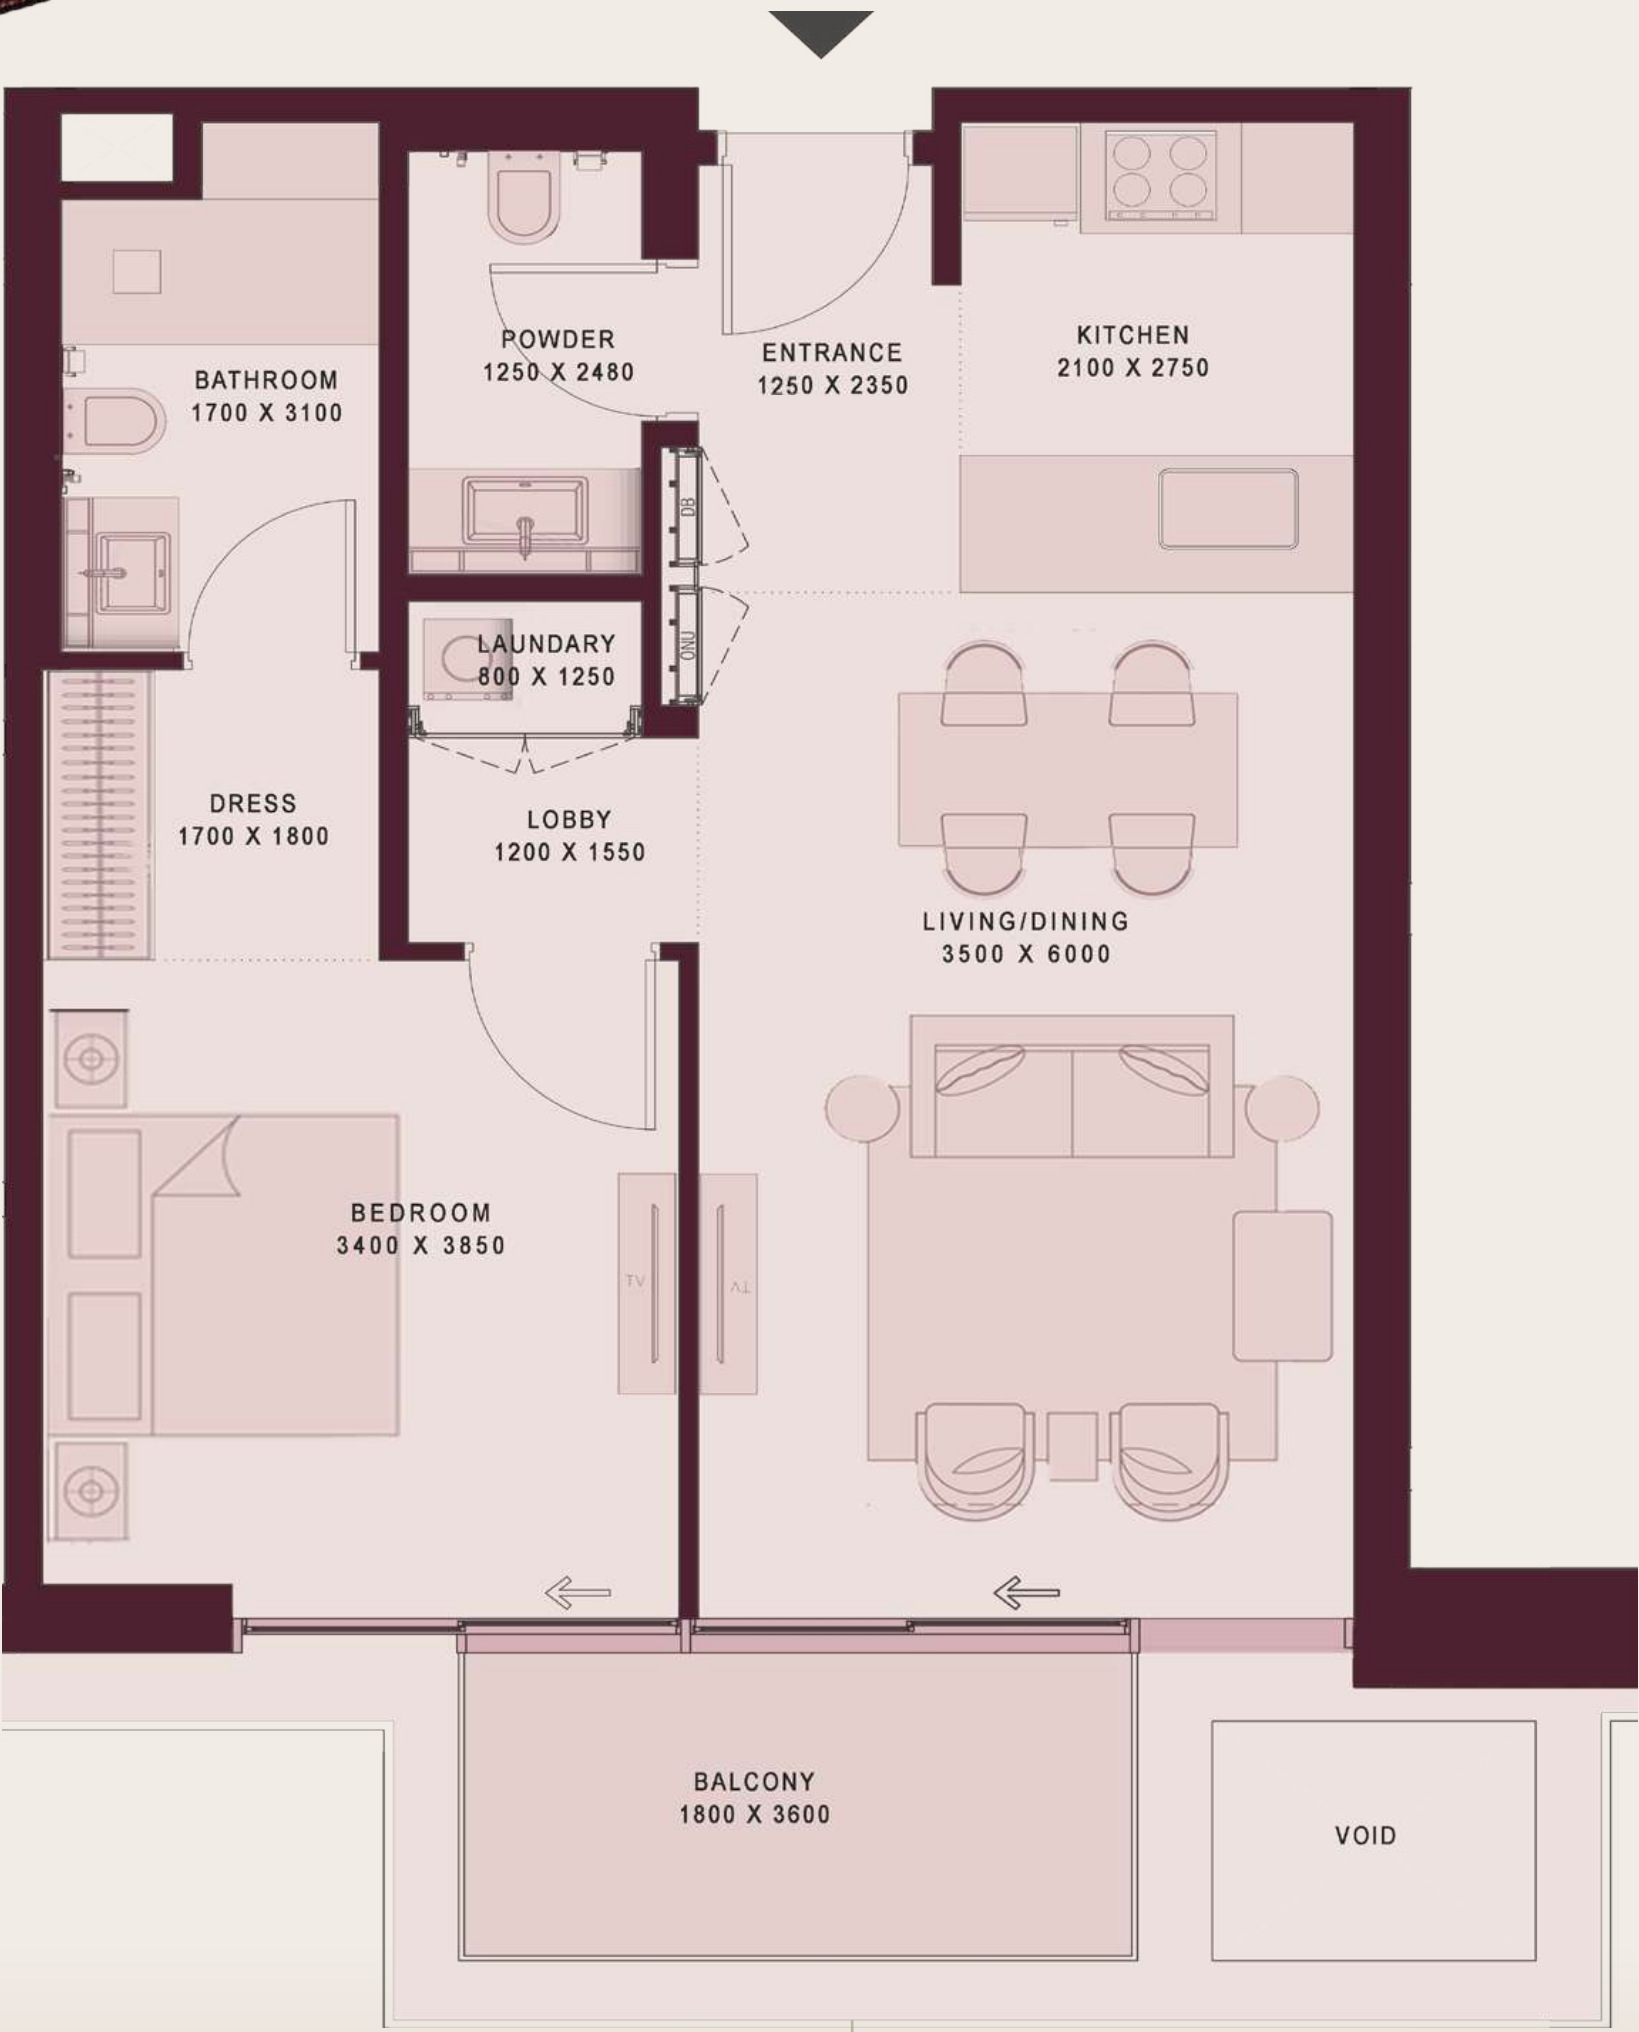 POWDER
1250 X 2480
KITCHEN
2100 X 2750
ENTRANCE
1250 X 2350
BATHROOM
1700 X 3100
DB
ONU
LAUNDARY
800 X 1250
DRESS
1700 X 1800
LOBBY
1200 X 1550
LIVING/DINING
3500 X 6000
BEDROOM
3400 X 3850
TV
TV
BALCONY
1800 X 3600
VOID